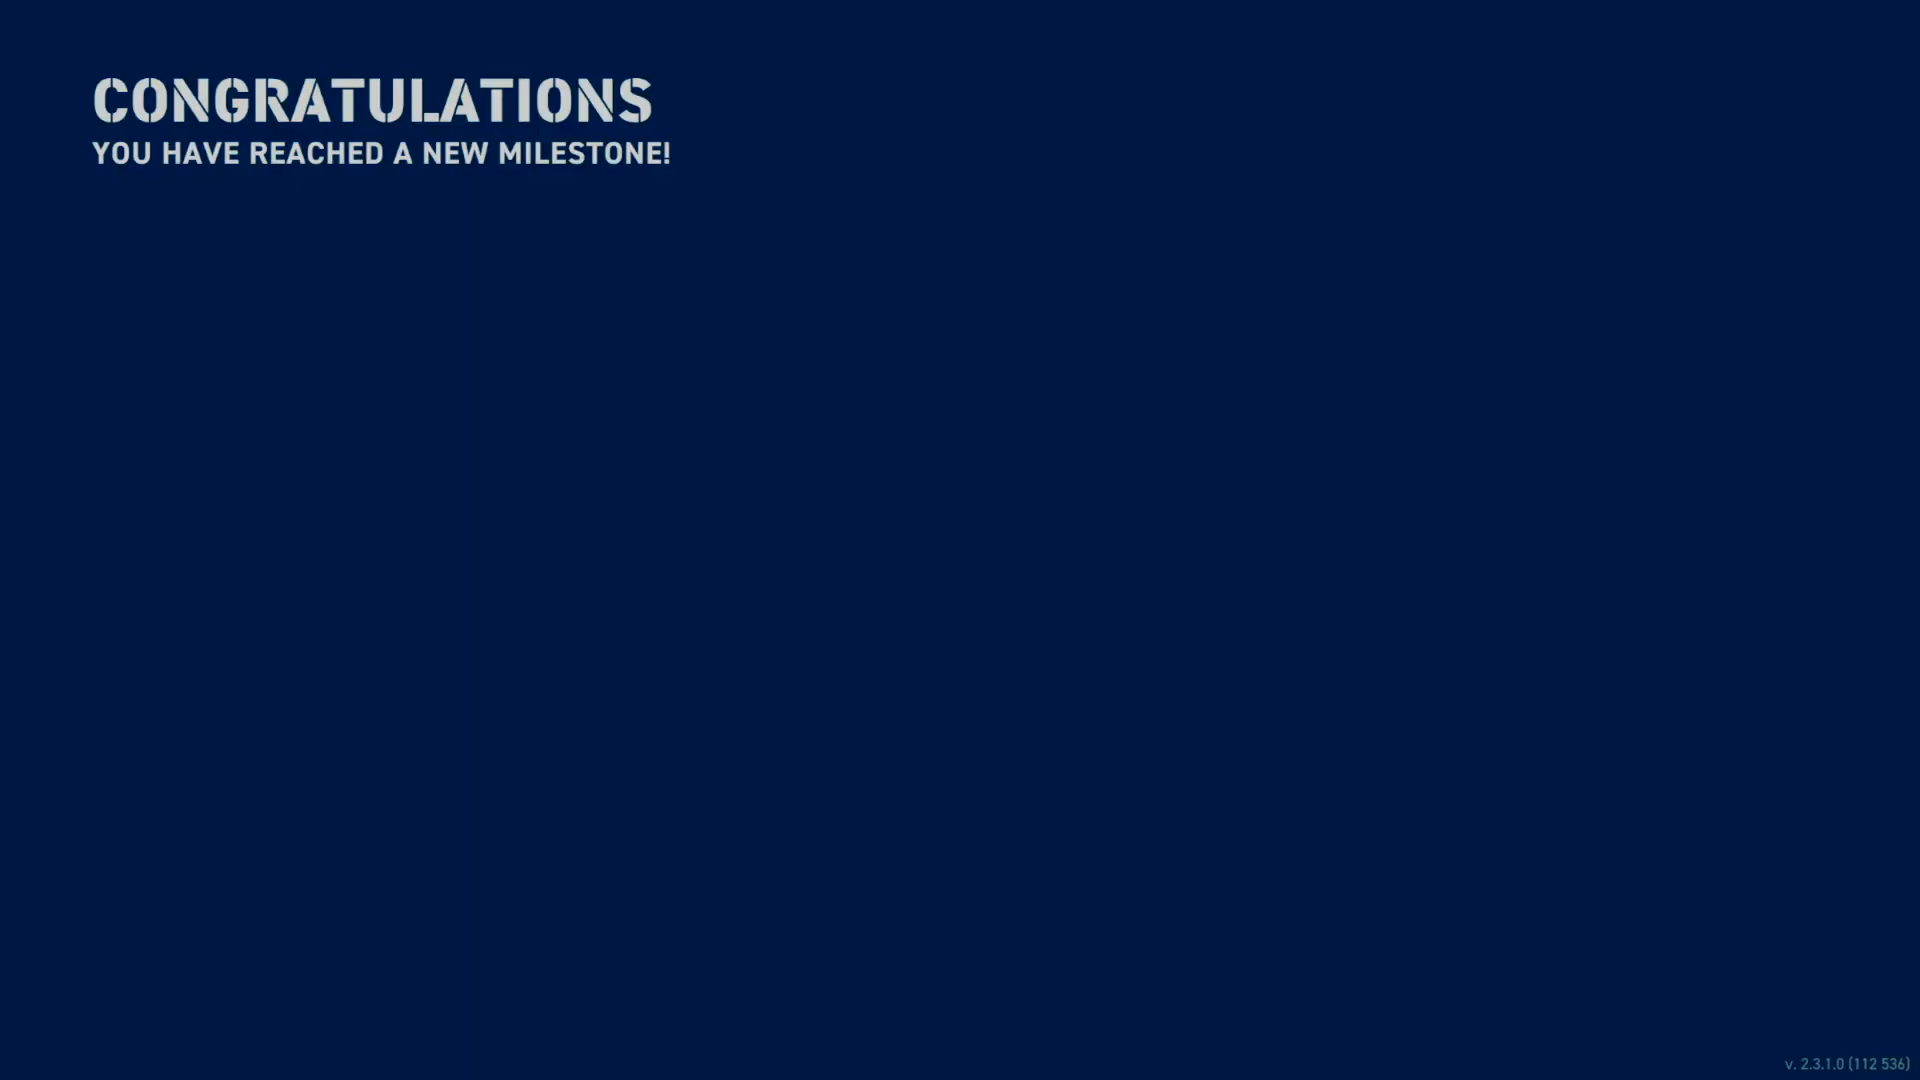 CONGRATULATIONS
YOU HAVE REACHED A NEW MILESTONE!
v. 2.3.1.0 (112 536)